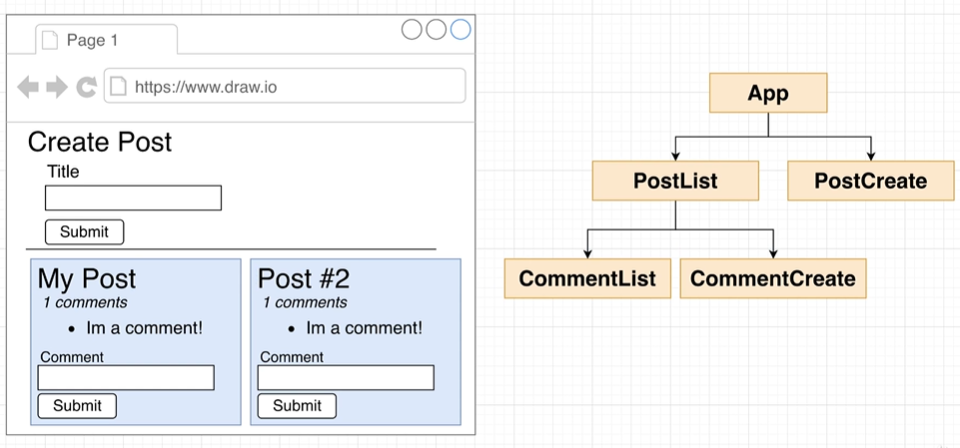 Page 1
https://www.draw.io
Create Post
Title
Submit
My Post
1 comments
• Im a comment!
Comment
Submit
Post #2
1 comments
• Im a comment!
Comment
Submit
App
PostList
PostCreate
CommentList
CommentCreate